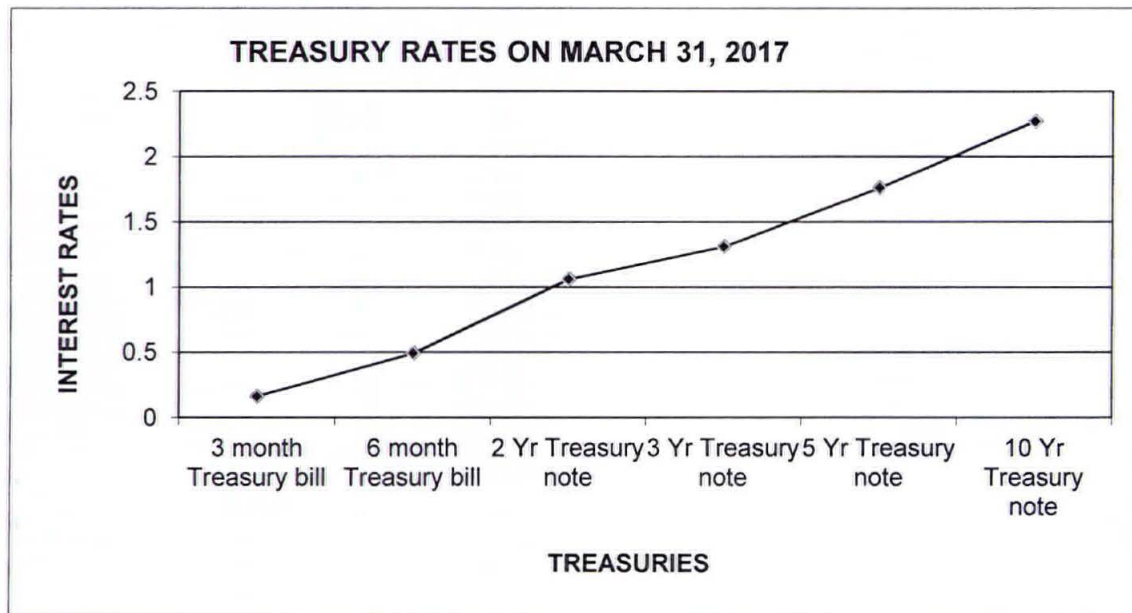 TREASURY RATES ON MARCH 31, 2017
2.5
2
1.5
1
0.5
0
INTEREST RATES
3 month
Treasury bill
6 month
Treasury bill
2 Yr Treasury
note
3 Yr Treasury
note
5 Yr Treasury
note
10 Yr
Treasury
note
TREASURIES